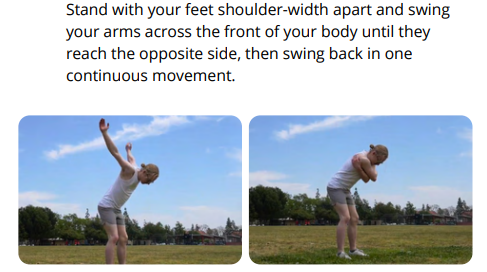 Stand with your feet shoulder-width apart and swing
your arms across the front of your body until they
reach the opposite side, then swing back in one
continuous movement.